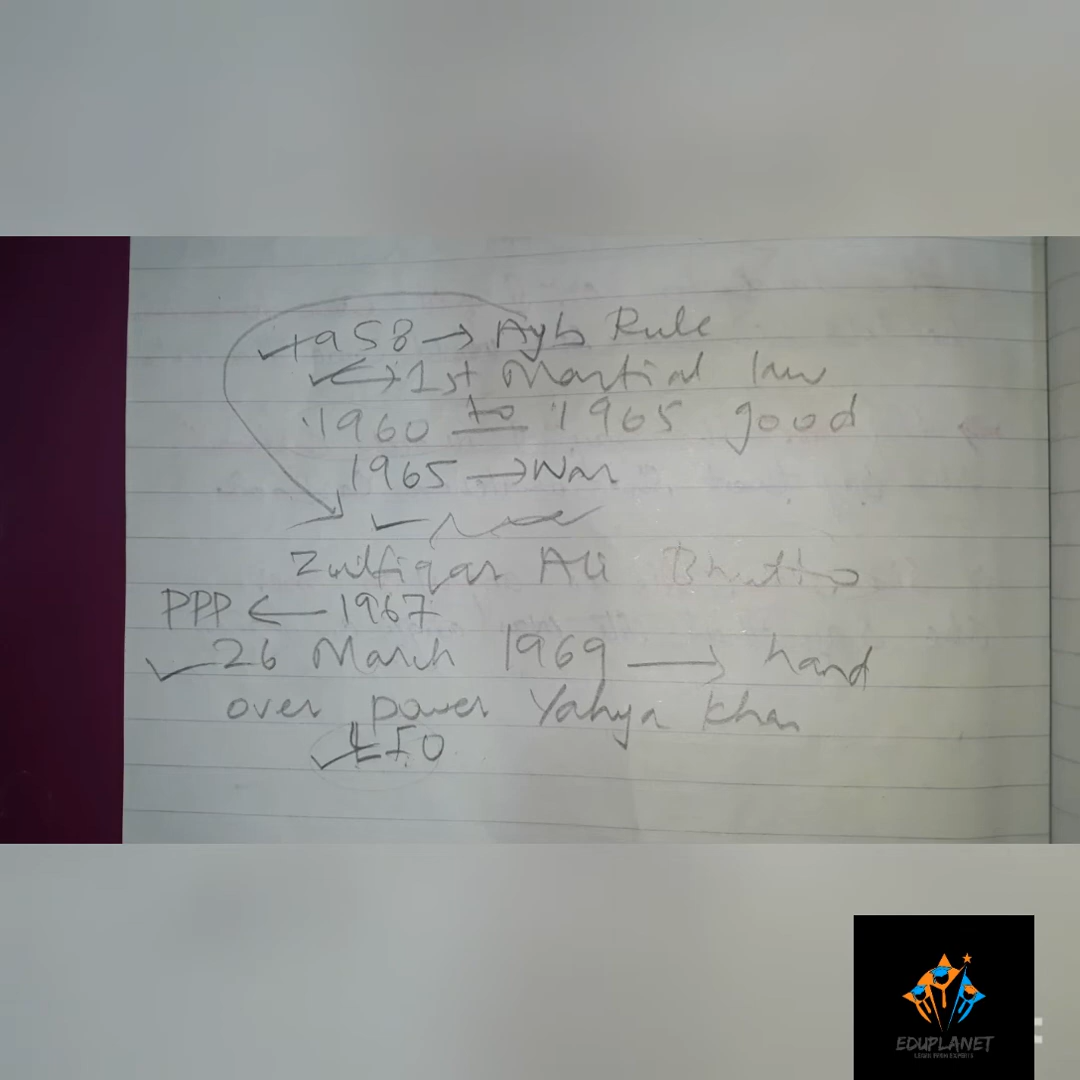 1958 → Ayb Rule
→ 1st Martial law
1960 to 1965 good
1965 → War
Zulfiqar Ali Bhutto
PPP ← 1967
26 March 1969 → hand
over power Yahya Khan
LFO
EDUPLANET